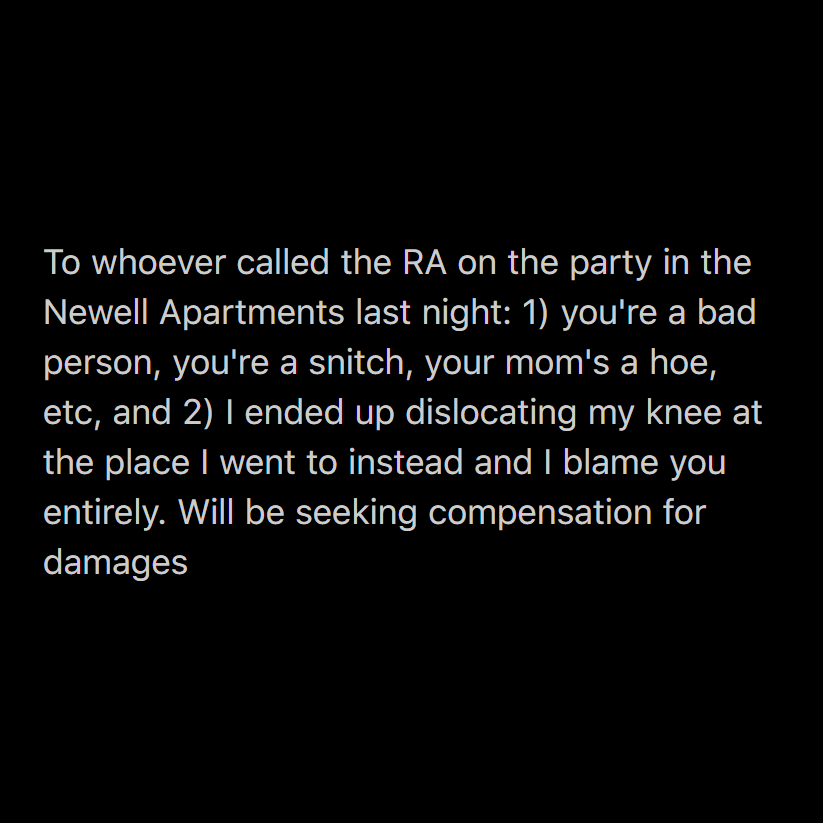 To whoever called the RA on the party in the
Newell Apartments last night: 1) you're a bad
person, you're a snitch, your mom's a hoe,
etc, and 2) I ended up dislocating my knee at
the place I went to instead and I blame you
entirely. Will be seeking compensation for
damages